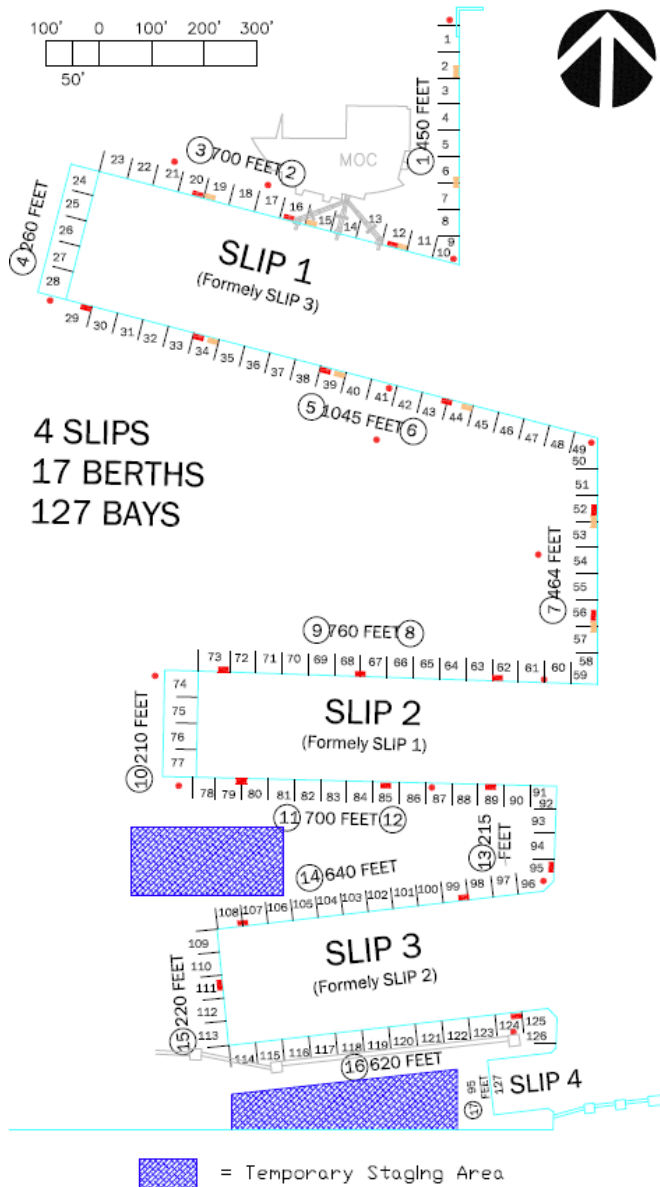 100' 0 100' 200' 300'
50'
1
2
3
4
5
6
7
8
9
10
1 450 FEET
MOC
3 700 FEET 2
23 22 21 20 19 18 17 16 15 14 13 12 11
24
25
26
27
28
4 260 FEET
SLIP 1
(Formely SLIP 3)
29 30 31 32 33 34 35 36 37 38 39 40 41 42 43 44 45 46 47 48 49
5 1045 FEET 6
4 SLIPS
17 BERTHS
127 BAYS
50
51
52
53
54
55
56
57
58
59
7 464 FEET
9 760 FEET 8
73 72 71 70 69 68 67 66 65 64 63 62 61 60
74
75
76
77
10 210 FEET
SLIP 2
(Formely SLIP 1)
78 79 80 81 82 83 84 85 86 87 88 89 90 91
92
93
94
95
96
11 700 FEET 12
13 215 FEET
14 640 FEET
108 107 106 105 104 103 102 101 100 99 98 97
109
110
111
112
113
15 220 FEET
SLIP 3
(Formely SLIP 2)
114 115 116 117 118 119 120 121 122 123 124 125
126
16 620 FEET
17 95 FEET
127
SLIP 4
= Temporary Staging Area